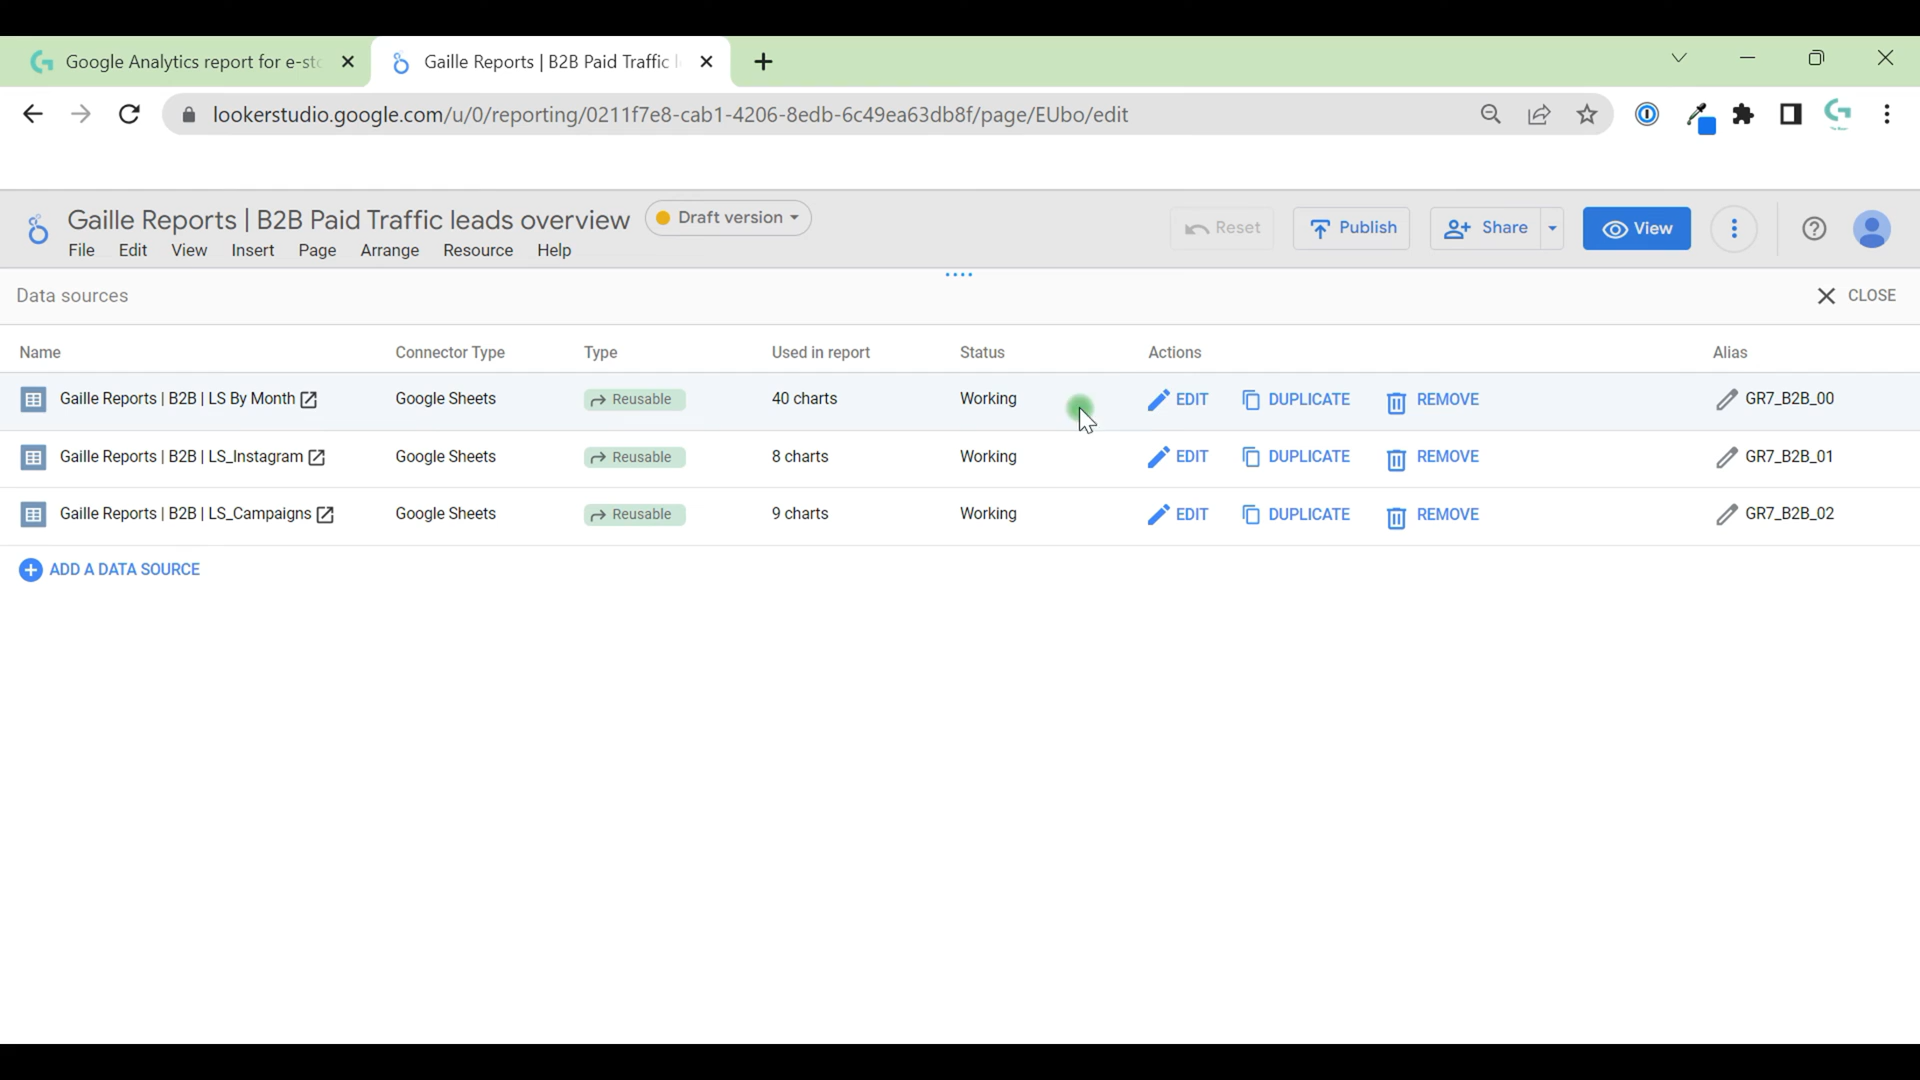 Google Analytics report for e-sto
Gaille Reports | B2B Paid Traffic l
lookerstudio.google.com/u/0/reporting/0211f7e8-cab1-4206-8edb-6c49ea63db8f/page/EUbo/edit
Gaille Reports | B2B Paid Traffic leads overview
Draft version
File Edit View Insert Page Arrange Resource Help
Reset Publish Share View
Data sources CLOSE
Name Connector Type Type Used in report Status Actions Alias
Gaille Reports | B2B | LS By Month Google Sheets Reusable 40 charts Working EDIT DUPLICATE REMOVE GR7_B2B_00
Gaille Reports | B2B | LS_Instagram Google Sheets Reusable 8 charts Working EDIT DUPLICATE REMOVE GR7_B2B_01
Gaille Reports | B2B | LS_Campaigns Google Sheets Reusable 9 charts Working EDIT DUPLICATE REMOVE GR7_B2B_02
ADD A DATA SOURCE